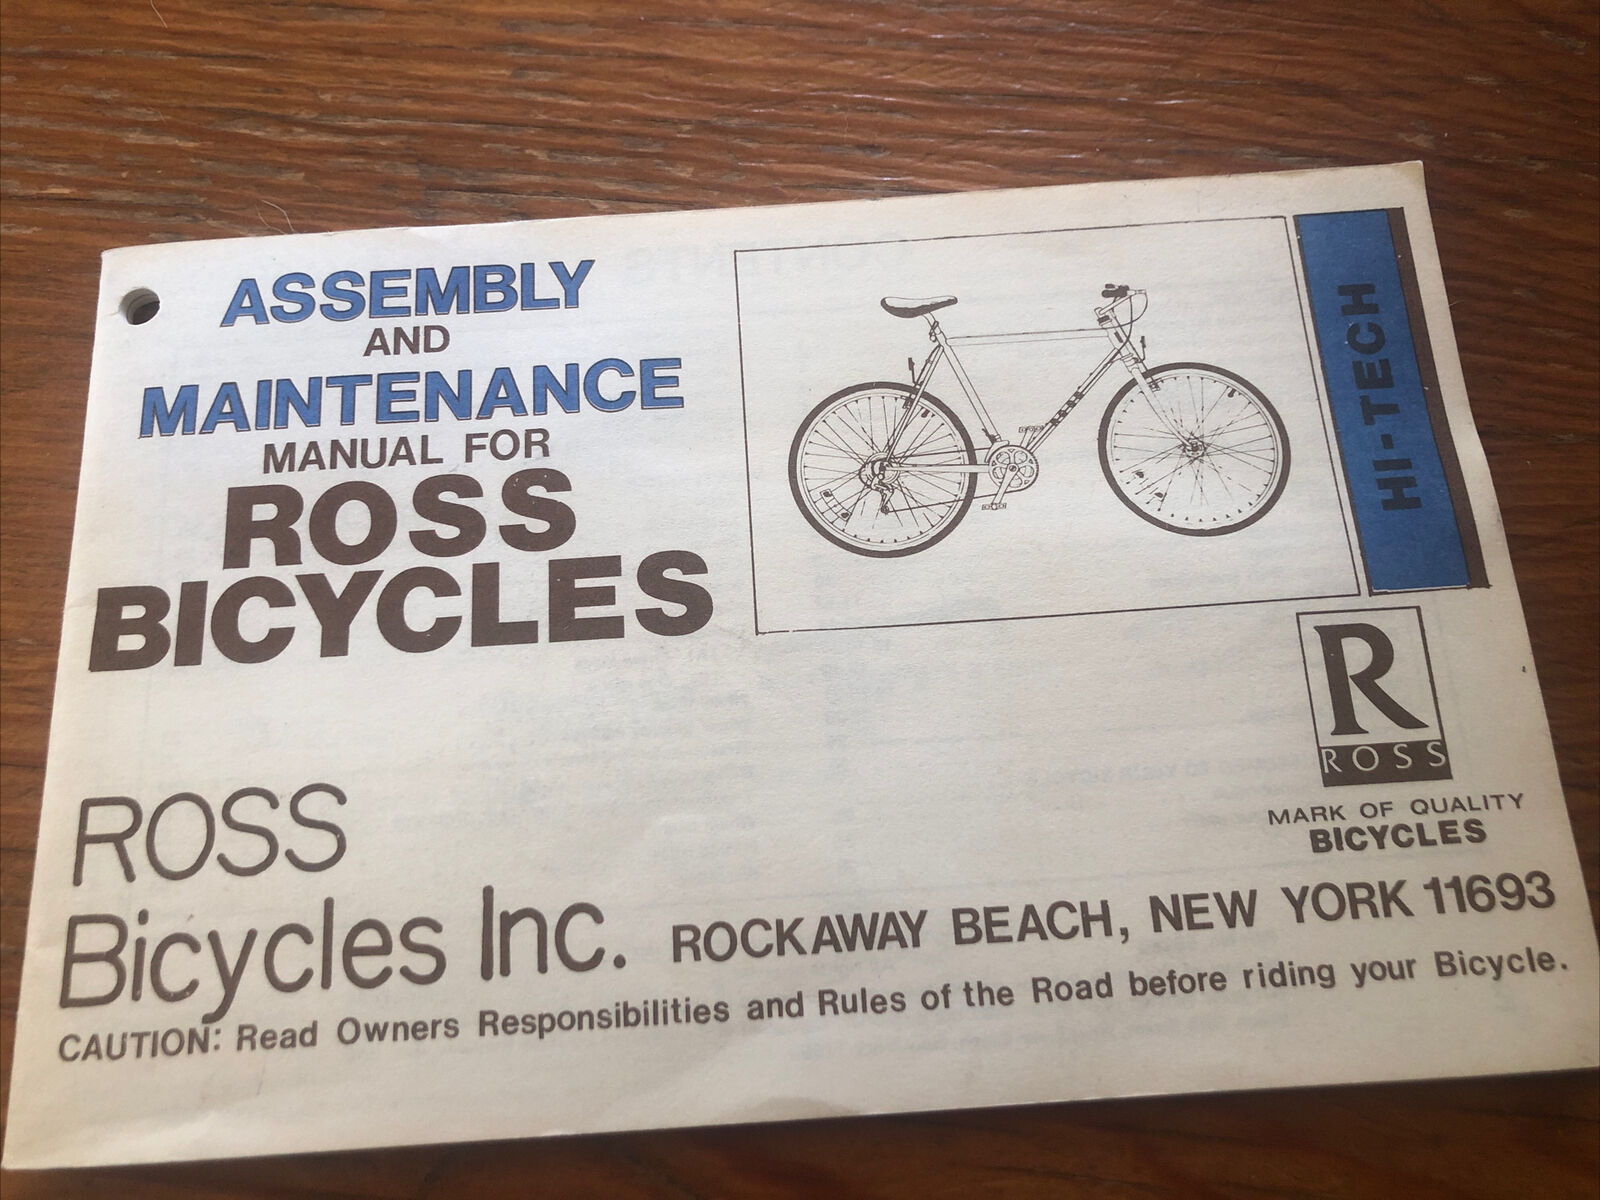 ASSEMBLY
AND
MAINTENANCE
MANUAL FOR
ROSS
BICYCLES
ROSS
HI-TECH
R
ROSS
MARK OF QUALITY
BICYCLES
ROSS
Bicycles Inc. ROCKAWAY BEACH, NEW YORK 11693
CAUTION: Read Owners Responsibilities and Rules of the Road before riding your Bicycle.